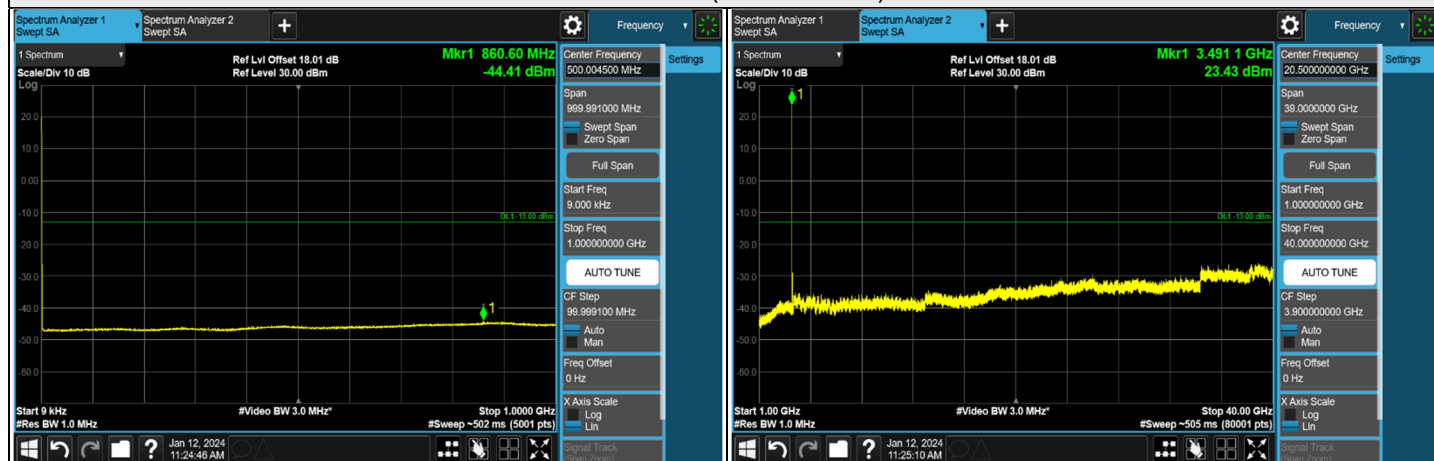 Spectrum Analyzer 1
Swept SA
Spectrum Analyzer 2
Swept SA
+
Frequency
1 Spectrum
Scale/Div 10 dB
Log
Ref Lvl Offset 18.01 dB
Ref Level 30.00 dBm
Mkr1 860.60 MHz
-44.41 dBm
1
20.0
10.0
0.00
-10.0
-20.0
-30.0
-40.0
-50.0
-60.0
DL1 -13.00 dBm
Start 9 kHz
#Res BW 1.0 MHz
#Video BW 3.0 MHz*
Stop 1.0000 GHz
#Sweep ~502 ms (5001 pts)
Center Frequency
500.004500 MHz
Settings
Span
999.991000 MHz
Swept Span
Zero Span
Full Span
Start Freq
9.000 kHz
Stop Freq
1.000000000 GHz
AUTO TUNE
CF Step
99.999100 MHz
Auto
Man
Freq Offset
0 Hz
X Axis Scale
Log
Lin
Signal Track
(Span Zoom)
?
Jan 12, 2024
11:24:46 AM
Spectrum Analyzer 1
Swept SA
Spectrum Analyzer 2
Swept SA
+
Frequency
1 Spectrum
Scale/Div 10 dB
Log
Ref Lvl Offset 18.01 dB
Ref Level 30.00 dBm
Mkr1 3.491 1 GHz
23.43 dBm
1
20.0
10.0
0.00
-10.0
-20.0
-30.0
-40.0
-50.0
-60.0
DL1 -13.00 dBm
Start 1.00 GHz
#Res BW 1.0 MHz
#Video BW 3.0 MHz*
Stop 40.00 GHz
#Sweep ~505 ms (80001 pts)
Center Frequency
20.500000000 GHz
Settings
Span
39.0000000 GHz
Swept Span
Zero Span
Full Span
Start Freq
1.000000000 GHz
Stop Freq
40.000000000 GHz
AUTO TUNE
CF Step
3.900000000 GHz
Auto
Man
Freq Offset
0 Hz
X Axis Scale
Log
Lin
Signal Track
(Span Zoom)
?
Jan 12, 2024
11:25:10 AM